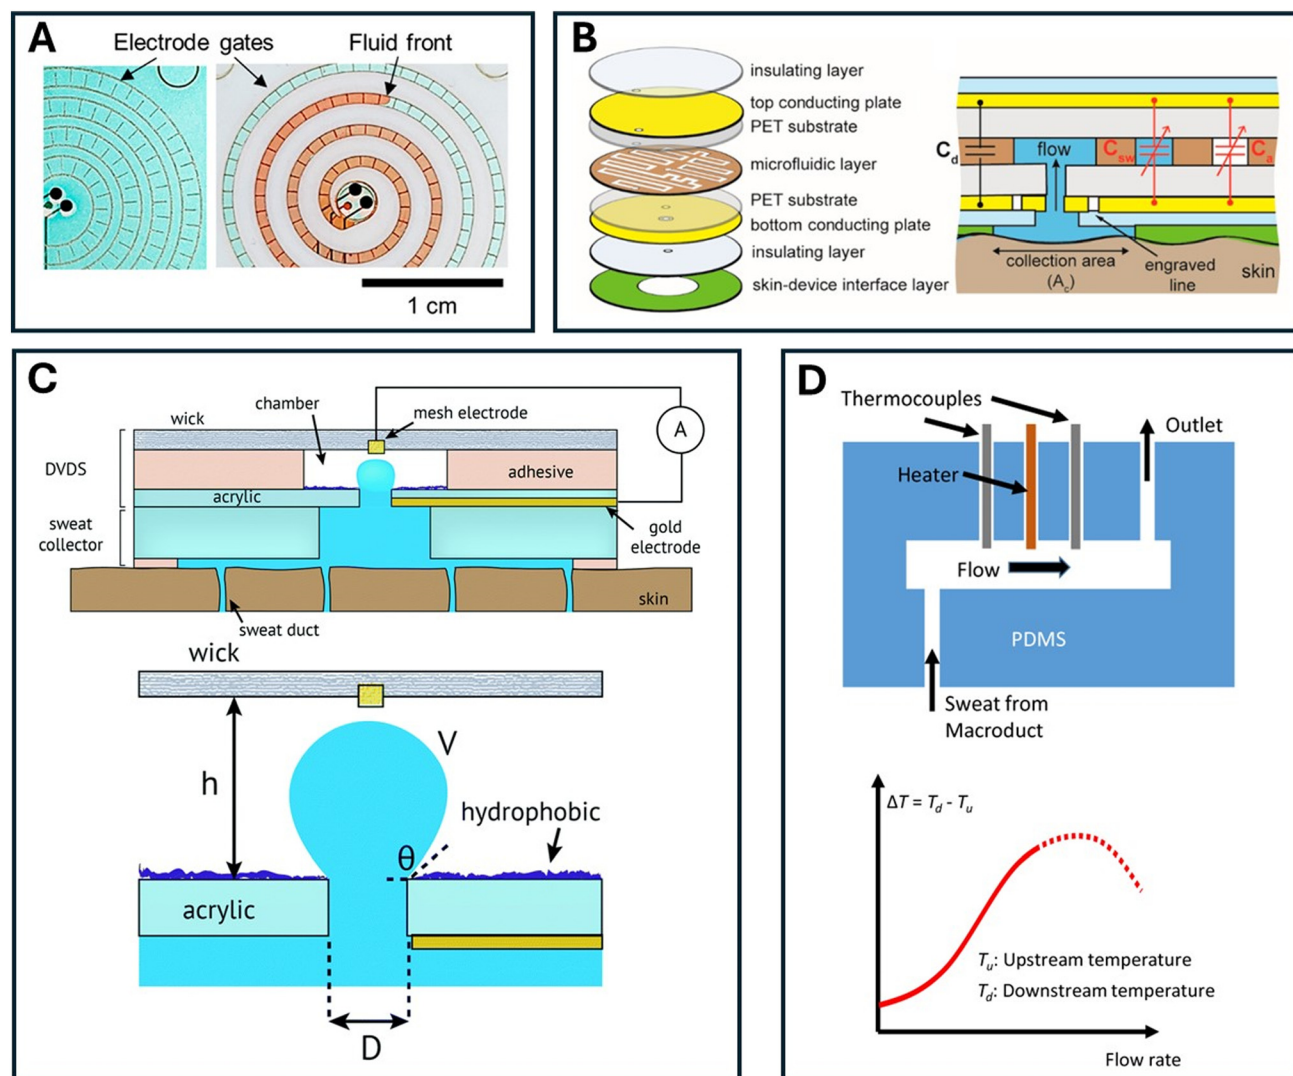 A
Electrode gates
Fluid front
1 cm
B
insulating layer
top conducting plate
PET substrate
microfluidic layer
PET substrate
bottom conducting plate
insulating layer
skin-device interface layer
C_d
flow
C_sw
C_a
collection area
(A_c)
engraved
line
skin
C
wick
chamber
mesh electrode
A
DVDS
adhesive
acrylic
sweat
collector
gold
electrode
skin
sweat duct
wick
h
V
hydrophobic
θ
acrylic
D
D
Thermocouples
Outlet
Heater
Flow
PDMS
Sweat from
Macroduct
ΔT = T_d - T_u
T_u: Upstream temperature
T_d: Downstream temperature
Flow rate